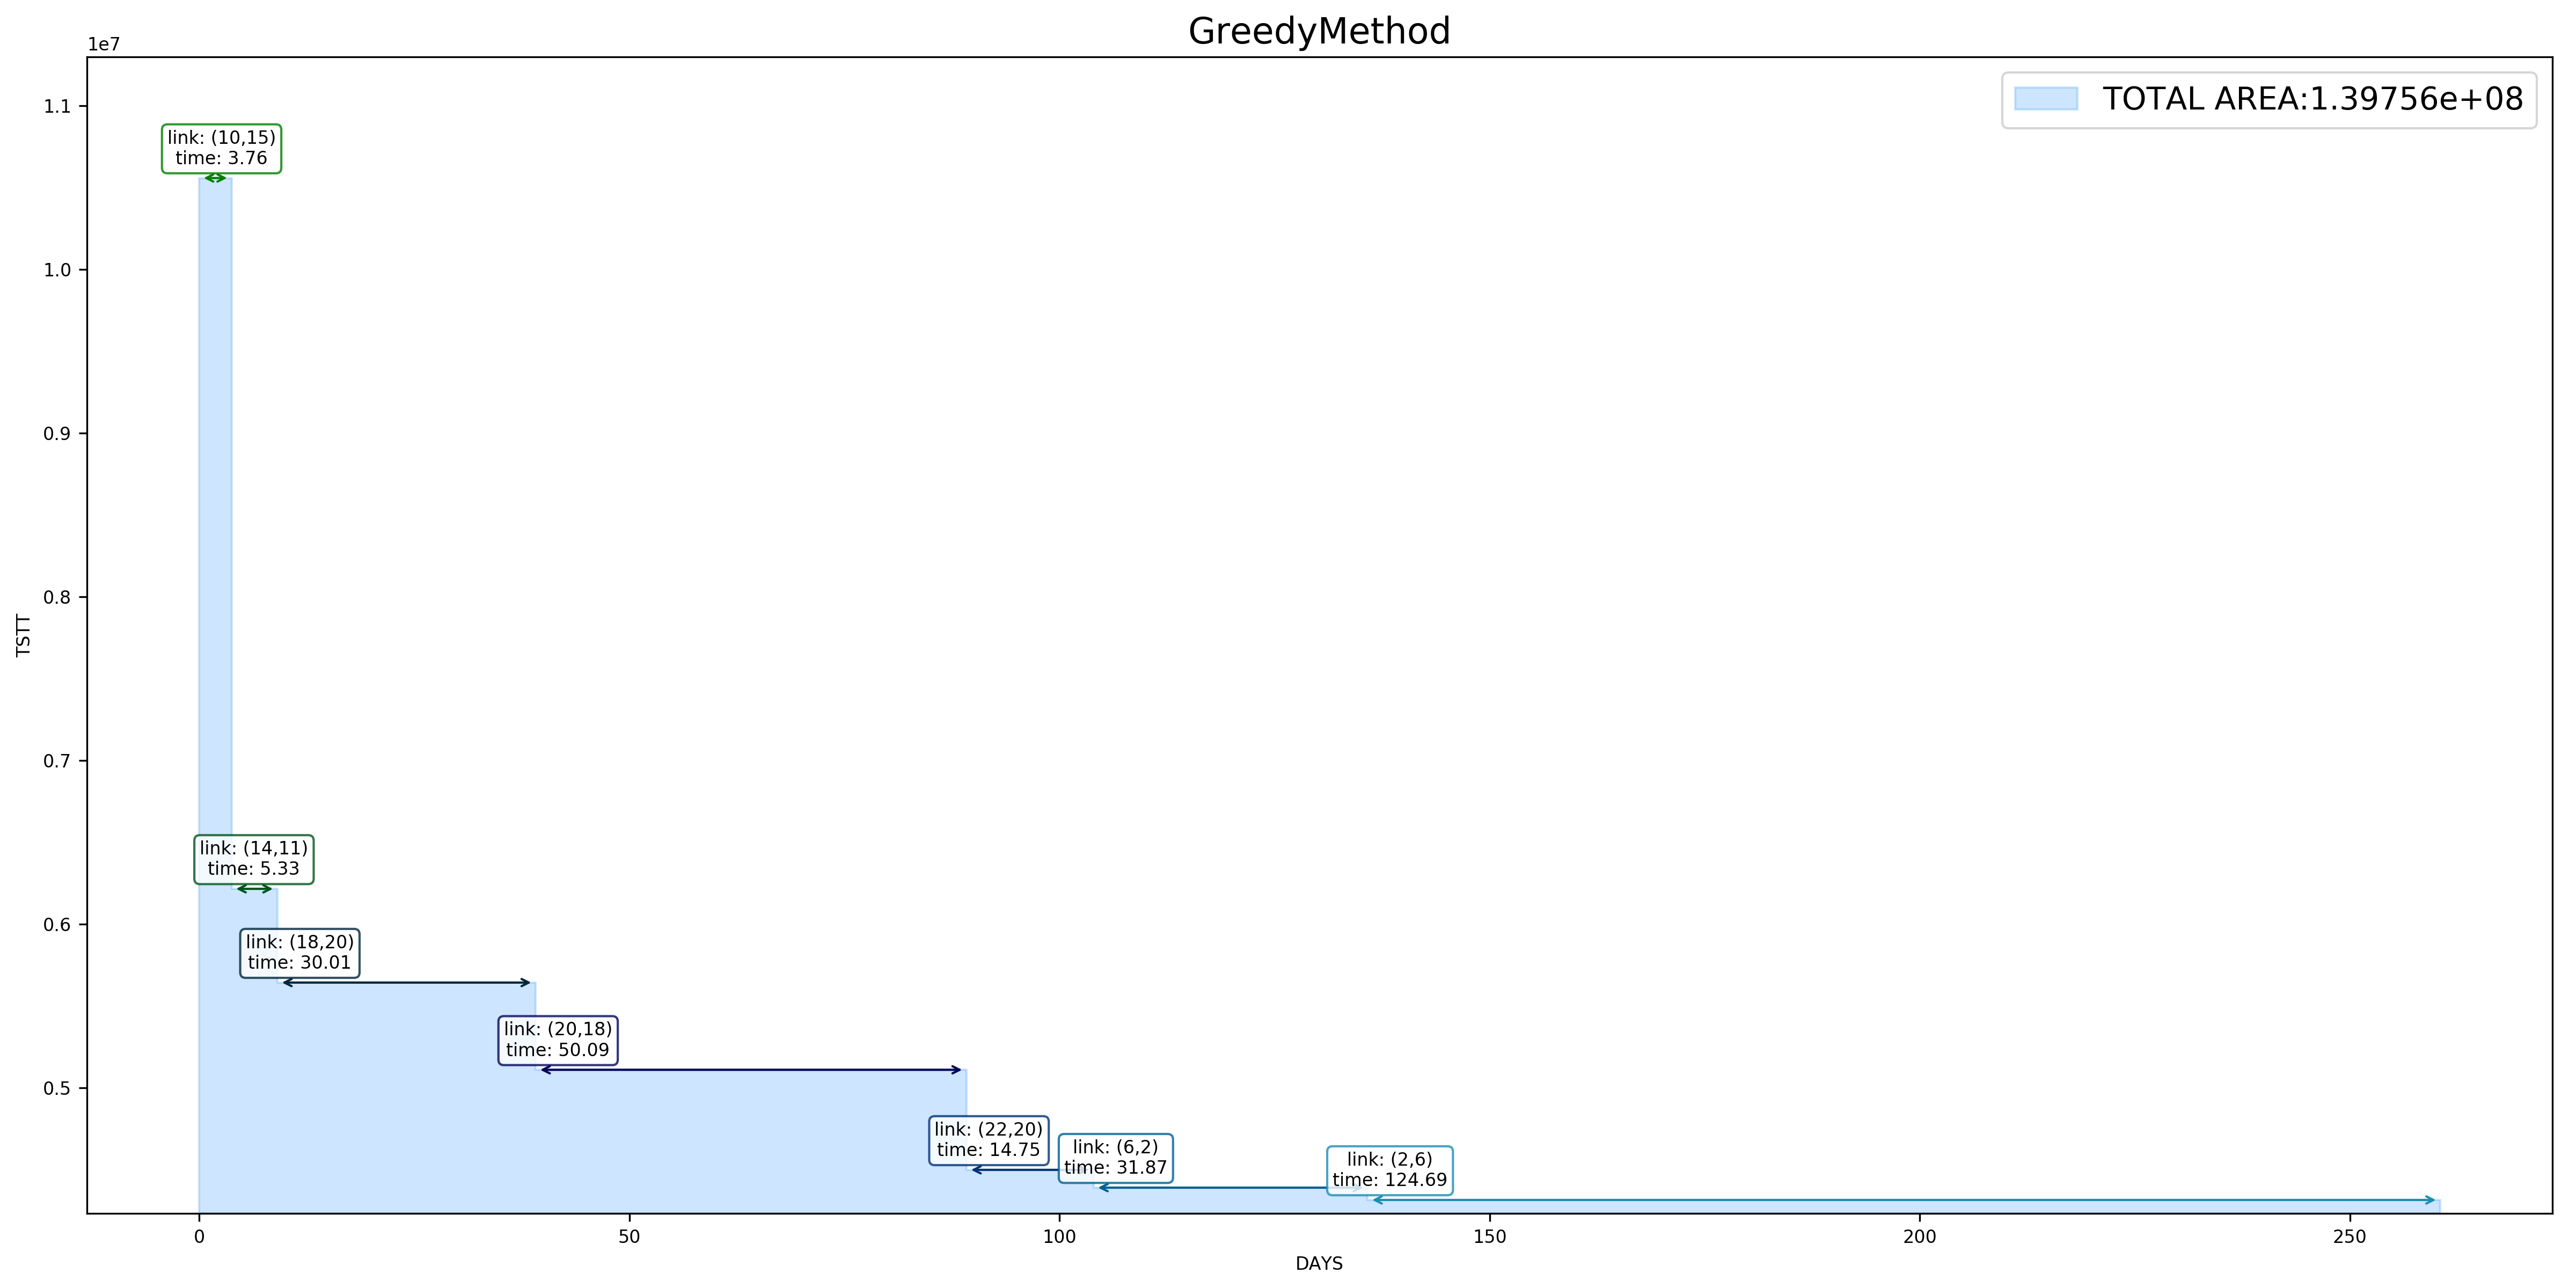 GreedyMethod
1e7
TOTAL AREA:1.39756e+08
1.1
1.0
0.9
0.8
0.7
0.6
0.5
TSTT
link: (10,15)
time: 3.76
link: (14,11)
time: 5.33
link: (18,20)
time: 30.01
link: (20,18)
time: 50.09
link: (22,20)
time: 14.75
link: (6,2)
time: 31.87
link: (2,6)
time: 124.69
0
50
100
150
200
250
DAYS